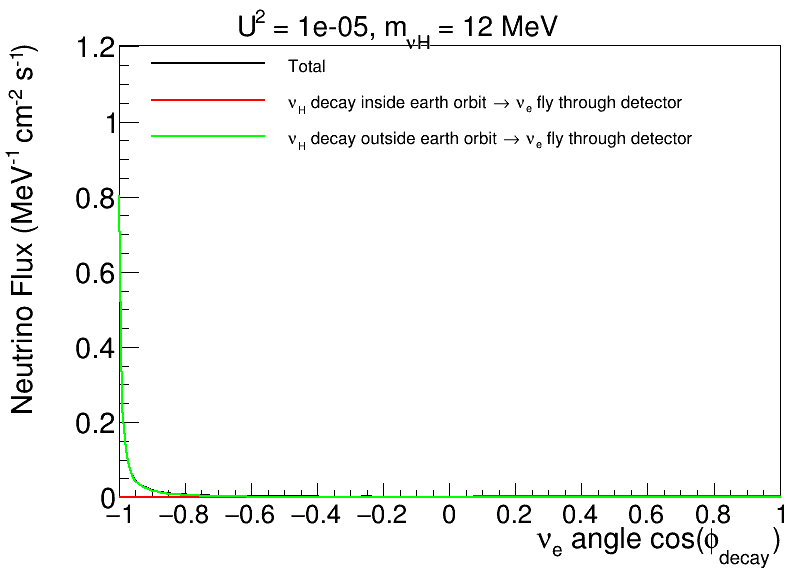 U² = 1e-05, m_νH = 12 MeV
Neutrino Flux (MeV⁻¹ cm⁻² s⁻¹)
Total
ν_H decay inside earth orbit → ν_e fly through detector
ν_H decay outside earth orbit → ν_e fly through detector
1.2
1
0.8
0.6
0.4
0.2
0
−1 −0.8 −0.6 −0.4 −0.2 0 0.2 0.4 0.6 0.8 1
ν_e angle cos(ϕ_decay)